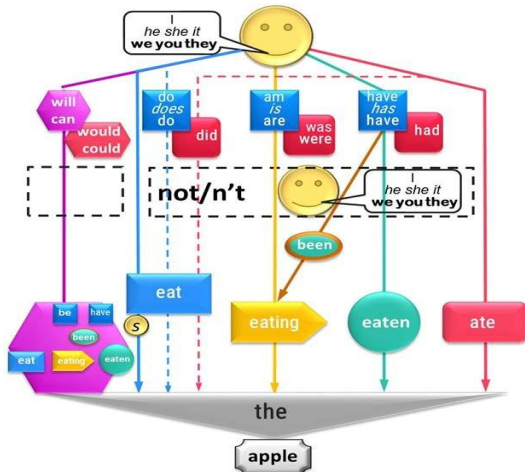 I
he she it
we you they
will
can
would
could
do
does
do
did
am
is
are
was
were
have
has
have
had
not/n't
I
he she it
we you they
been
eat
s
eating
eaten
ate
be
have
been
eat
eating
eaten
the
apple